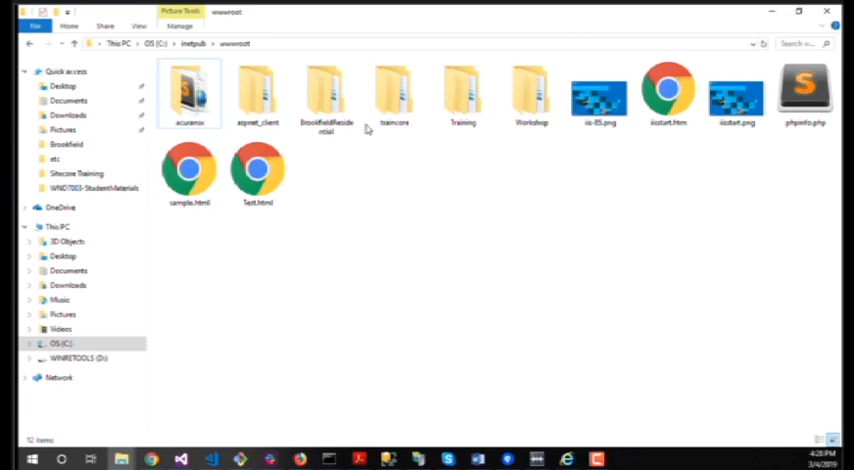 Picture Tools
wwwroot
File
Home
Share
View
Manage
This PC
OS (C:)
inetpub
wwwroot
Search w...
Quick access
Desktop
Documents
Downloads
Pictures
Brookfield
etc
Sitecore Training
WND7003-StudentMaterials
OneDrive
This PC
3D Objects
Desktop
Documents
Downloads
Music
Pictures
Videos
OS (C:)
WINRETOOLS (D:)
Network
aspnet_client
BrookfieldReside
ntial
traincore
Training
Workshop
iis-85.png
iisstart.htm
iisstart.png
phpinfo.php
sample.html
Test.html
12 items
4:28 PM
3/4/2019